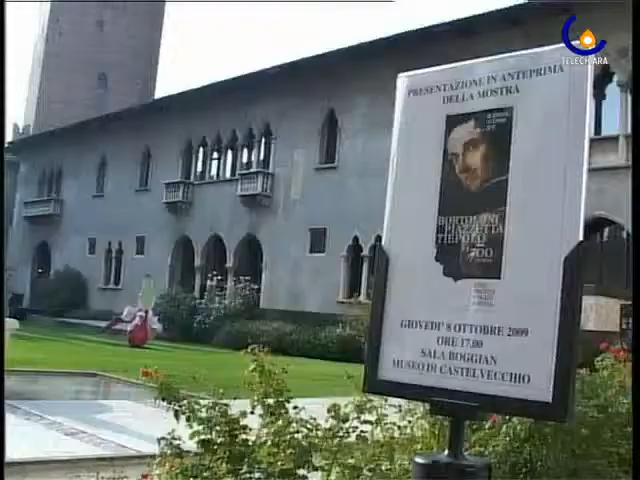 TELECHIARA
PRESENTAZIONE IN ANTEPRIMA
DELLA MOSTRA
BORTOLONI
PIAZZETTA
TIEPOLO
700
GIOVEDI' 8 OTTOBRE 2009
ORE 17.00
SALA BOGGIAN
MUSEO DI CASTELVECCHIO